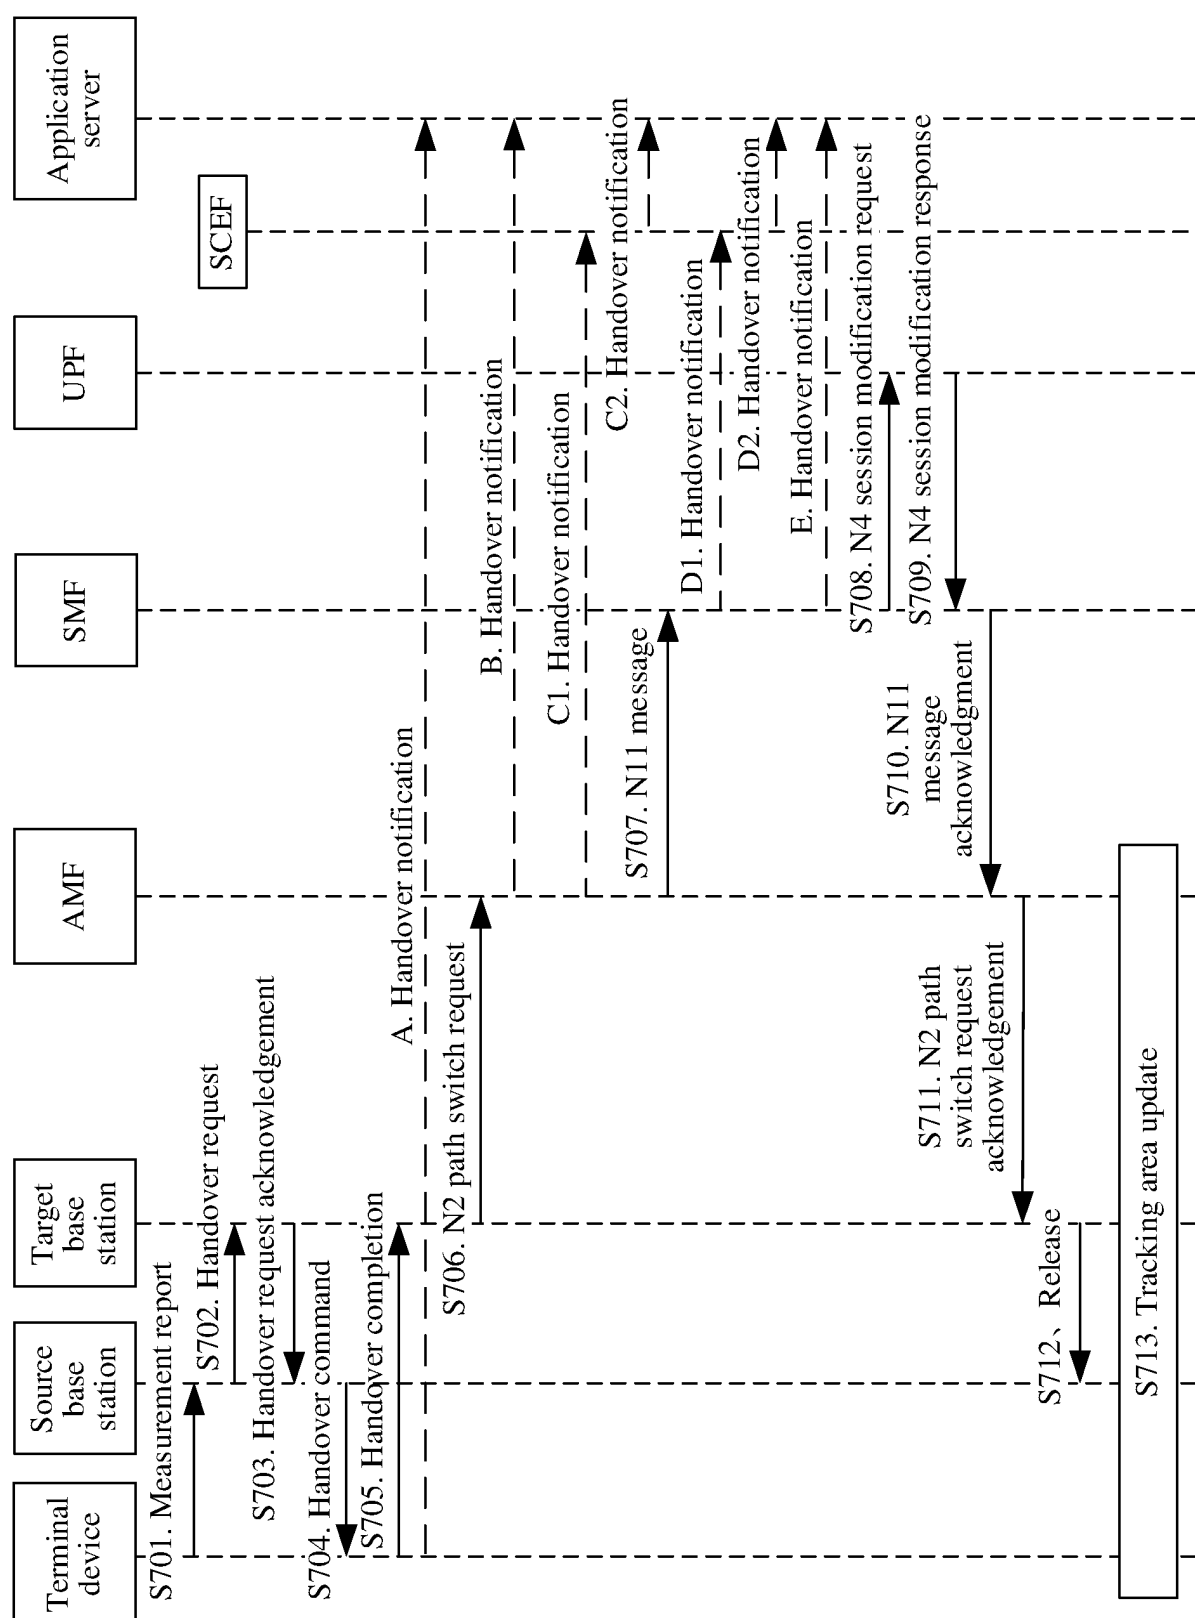 Terminal
device
Source
base
station
Target
base
station
AMF
SMF
UPF
SCEF
Application
server
S701. Measurement report
S702. Handover request
S703. Handover request acknowledgement
S704. Handover command
S705. Handover completion
A. Handover notification
S706. N2 path switch request
B. Handover notification
C1. Handover notification
C2. Handover notification
S707. N11 message
D1. Handover notification
D2. Handover notification
E. Handover notification
S708. N4 session modification request
S709. N4 session modification response
S710. N11
message
acknowledgment
S711. N2 path
switch request
acknowledgement
S712、Release
S713. Tracking area update